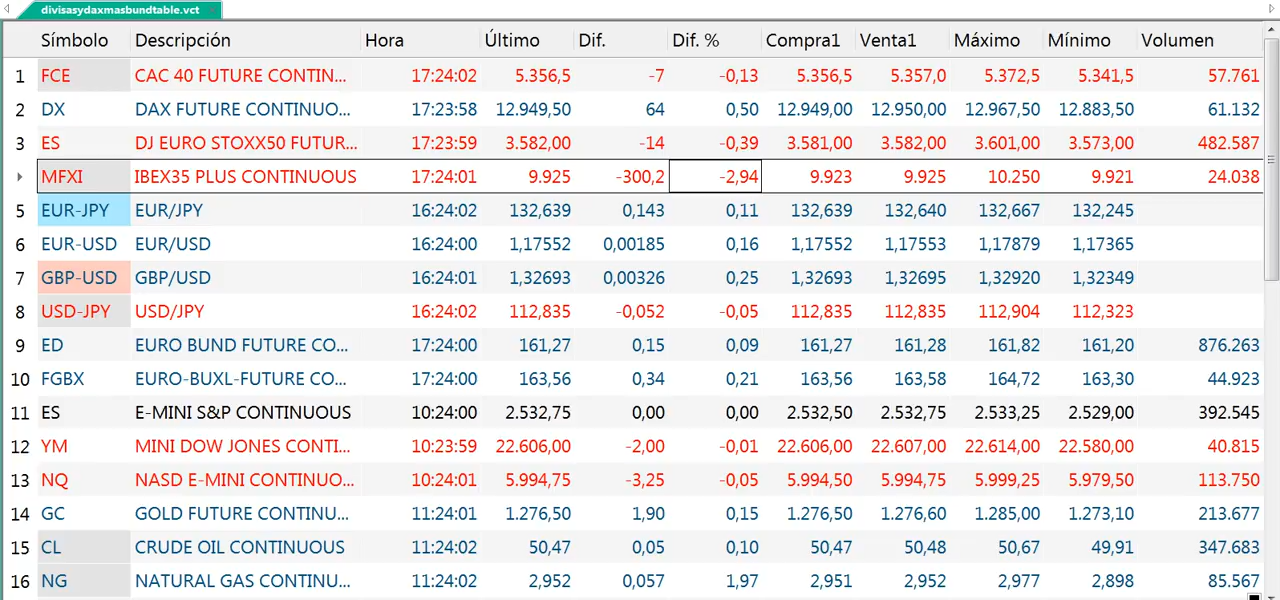 divisasydaxmasbundtable.vct
Símbolo Descripción Hora Último Dif. Dif. % Compra1 Venta1 Máximo Mínimo Volumen
1 FCE CAC 40 FUTURE CONTIN... 17:24:02 5.356,5 -7 -0,13 5.356,5 5.357,0 5.372,5 5.341,5 57.761
2 DX DAX FUTURE CONTINUO... 17:23:58 12.949,50 64 0,50 12.949,00 12.950,00 12.967,50 12.883,50 61.132
3 ES DJ EURO STOXX50 FUTUR... 17:23:59 3.582,00 -14 -0,39 3.581,00 3.582,00 3.601,00 3.573,00 482.587
MFXI IBEX35 PLUS CONTINUOUS 17:24:01 9.925 -300,2 -2,94 9.923 9.925 10.250 9.921 24.038
5 EUR-JPY EUR/JPY 16:24:02 132,639 0,143 0,11 132,639 132,640 132,667 132,245
6 EUR-USD EUR/USD 16:24:00 1,17552 0,00185 0,16 1,17552 1,17553 1,17879 1,17365
7 GBP-USD GBP/USD 16:24:01 1,32693 0,00326 0,25 1,32693 1,32695 1,32920 1,32349
8 USD-JPY USD/JPY 16:24:02 112,835 -0,052 -0,05 112,835 112,835 112,904 112,323
9 ED EURO BUND FUTURE CO... 17:24:00 161,27 0,15 0,09 161,27 161,28 161,82 161,20 876.263
10 FGBX EURO-BUXL-FUTURE CO... 17:24:00 163,56 0,34 0,21 163,56 163,58 164,72 163,30 44.923
11 ES E-MINI S&P CONTINUOUS 10:24:00 2.532,75 0,00 0,00 2.532,50 2.532,75 2.533,25 2.529,00 392.545
12 YM MINI DOW JONES CONTI... 10:23:59 22.606,00 -2,00 -0,01 22.606,00 22.607,00 22.614,00 22.580,00 40.815
13 NQ NASD E-MINI CONTINUO... 10:24:01 5.994,75 -3,25 -0,05 5.994,50 5.994,75 5.999,25 5.979,50 113.750
14 GC GOLD FUTURE CONTINU... 11:24:01 1.276,50 1,90 0,15 1.276,50 1.276,60 1.285,00 1.273,10 213.677
15 CL CRUDE OIL CONTINUOUS 11:24:02 50,47 0,05 0,10 50,47 50,48 50,67 49,91 347.683
16 NG NATURAL GAS CONTINU... 11:24:02 2,952 0,057 1,97 2,951 2,952 2,977 2,898 85.567